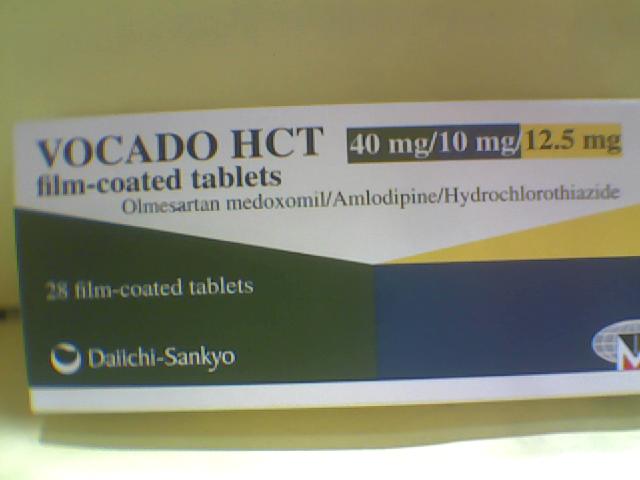 VOCADO HCT 40 mg/10 mg/12.5 mg
film-coated tablets
Olmesartan medoxomil/Amlodipine/Hydrochlorothiazide
28 film-coated tablets
Daiichi-Sankyo